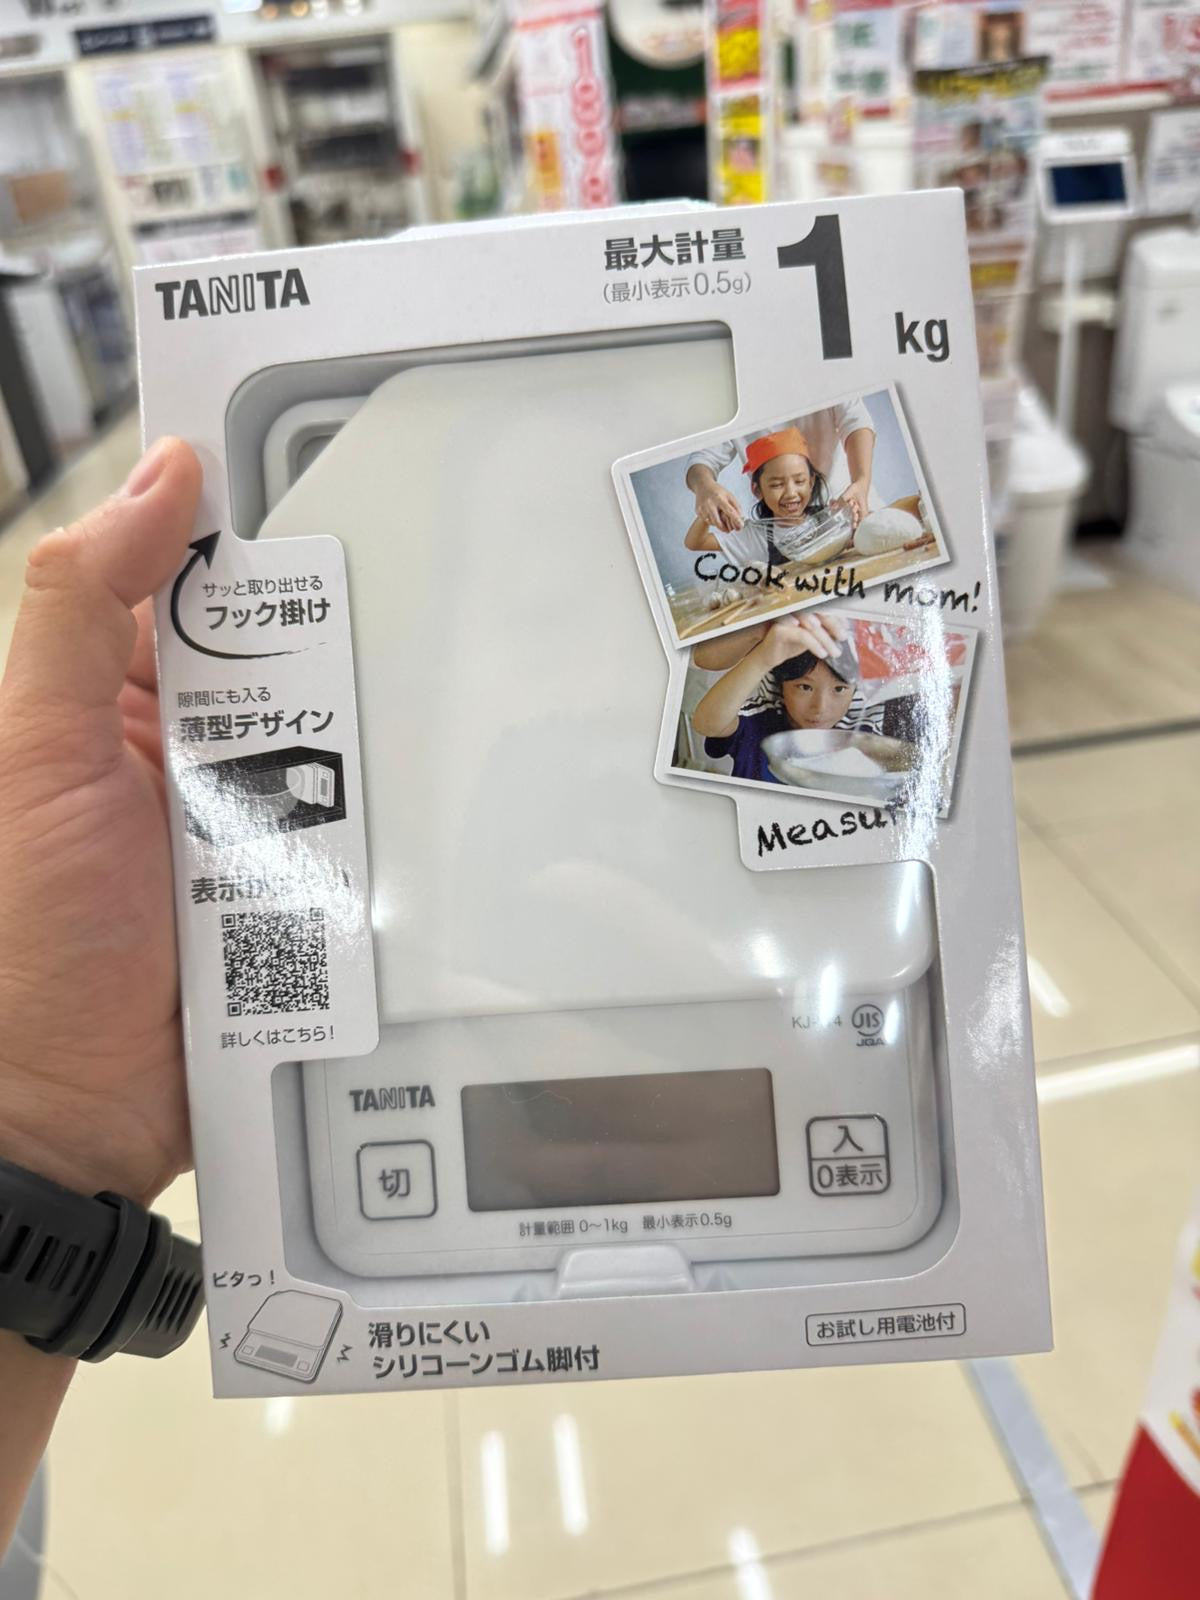 TANITA
最大計量
(最小表示0.5g)
1kg
サッと取り出せる
フック掛け
隙間にも入る
薄型デザイン
表示が
詳しくはこちら!
Cook with mom!
Measu
JIS
JQA
TANITA
切
入
0表示
計量範囲 0～1kg 最小表示0.5g
ピタっ!
滑りにくい
シリコーンゴム脚付
お試し用電池付